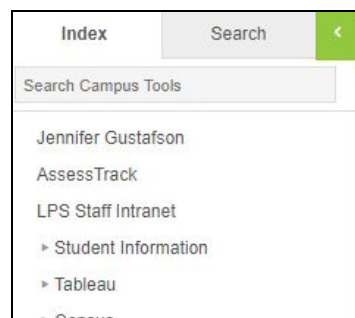 Index Search
Search Campus Tools
Jennifer Gustafson
AssessTrack
LPS Staff Intranet
Student Information
Tableau